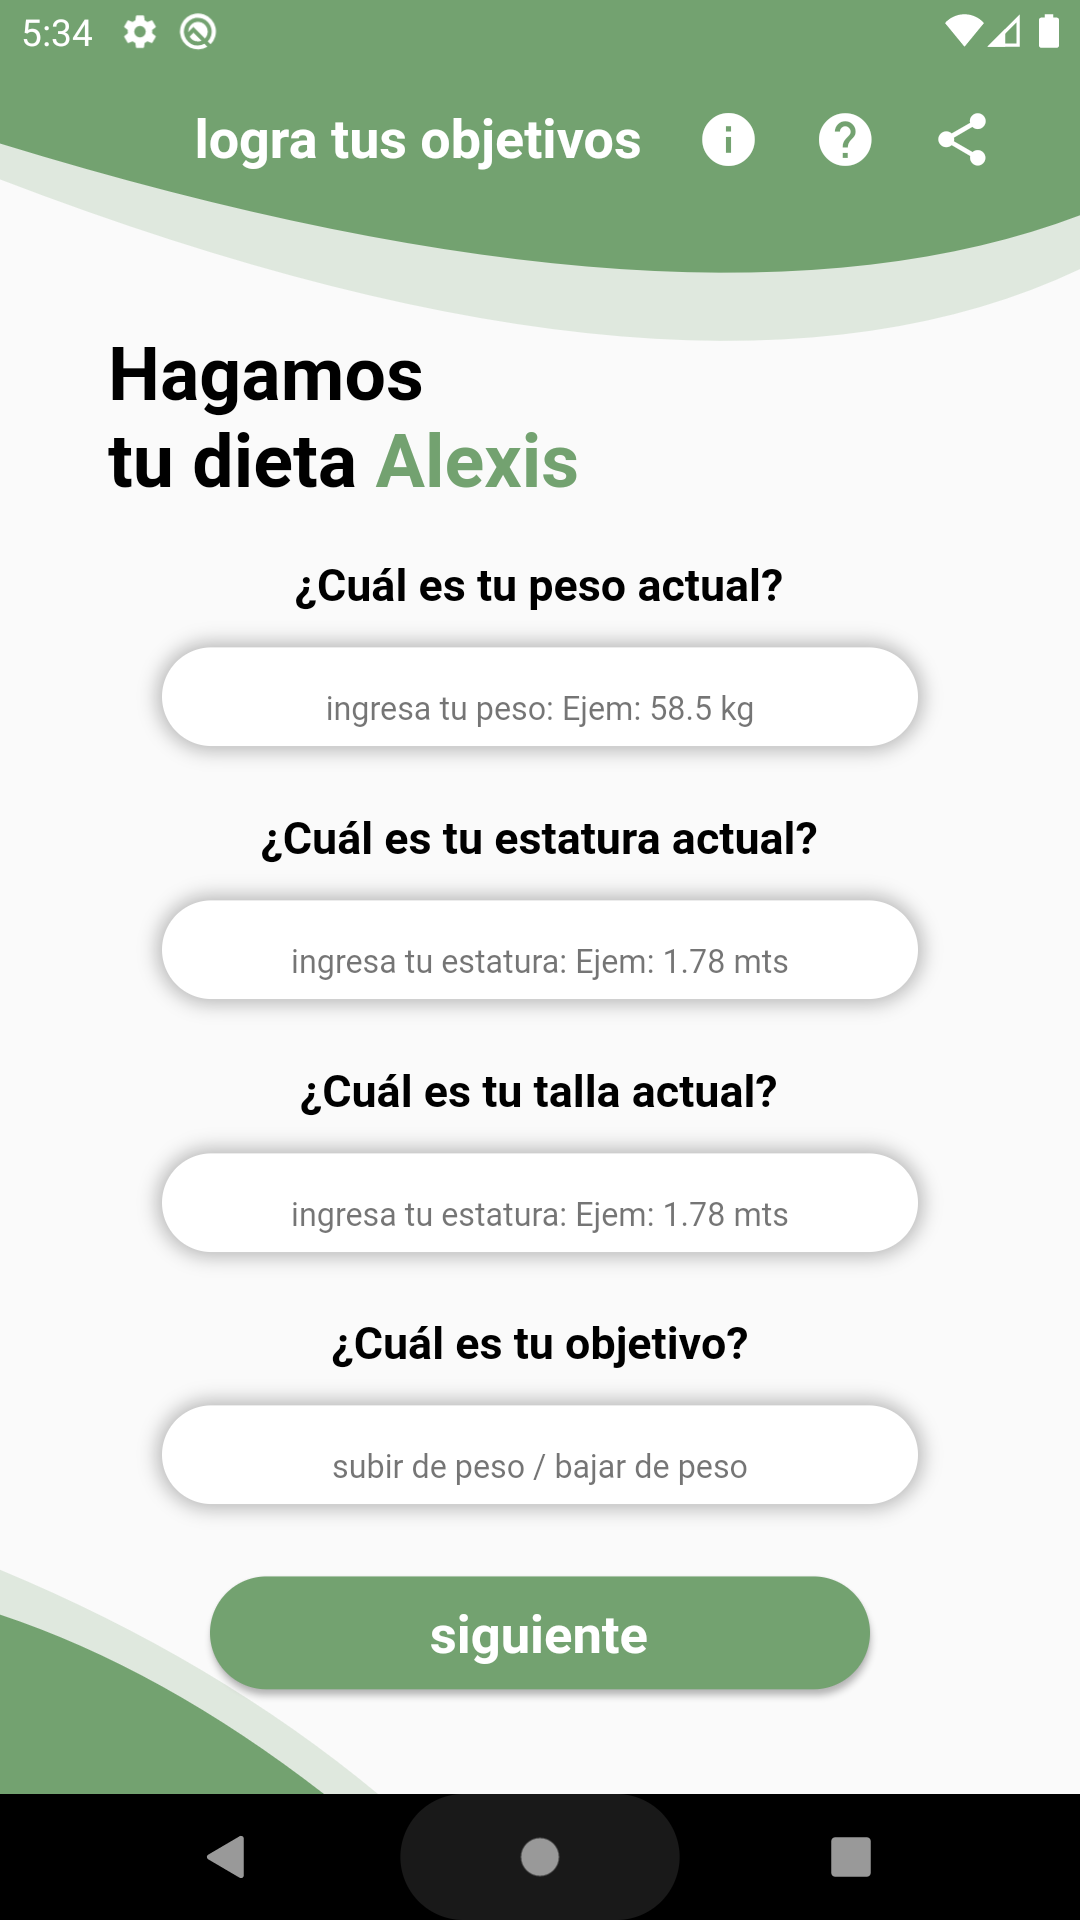 5:34
logra tus objetivos
Hagamos
tu dieta Alexis
¿Cuál es tu peso actual?
ingresa tu peso: Ejem: 58.5 kg
¿Cuál es tu estatura actual?
ingresa tu estatura: Ejem: 1.78 mts
¿Cuál es tu talla actual?
ingresa tu estatura: Ejem: 1.78 mts
¿Cuál es tu objetivo?
subir de peso / bajar de peso
siguiente